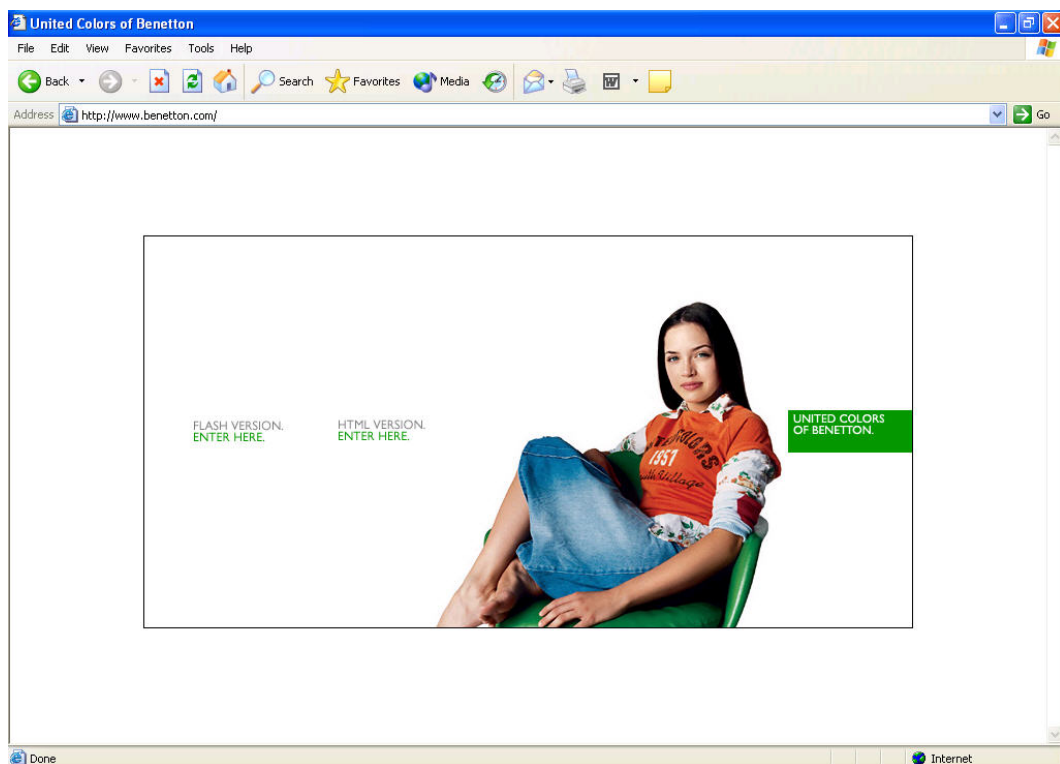 United Colors of Benetton
File Edit View Favorites Tools Help
Back Search Favorites Media
Address http://www.benetton.com/ Go
FLASH VERSION.
ENTER HERE.
HTML VERSION.
ENTER HERE.
UNITED COLORS
OF BENETTON.
1957
Done Internet